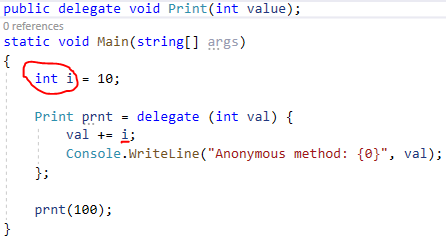 public delegate void Print(int value);
0 references
static void Main(string[] args)
{
    int i = 10;
    Print prnt = delegate (int val) {
        val += i;
        Console.WriteLine("Anonymous method: {0}", val);
    };
    prnt(100);
}